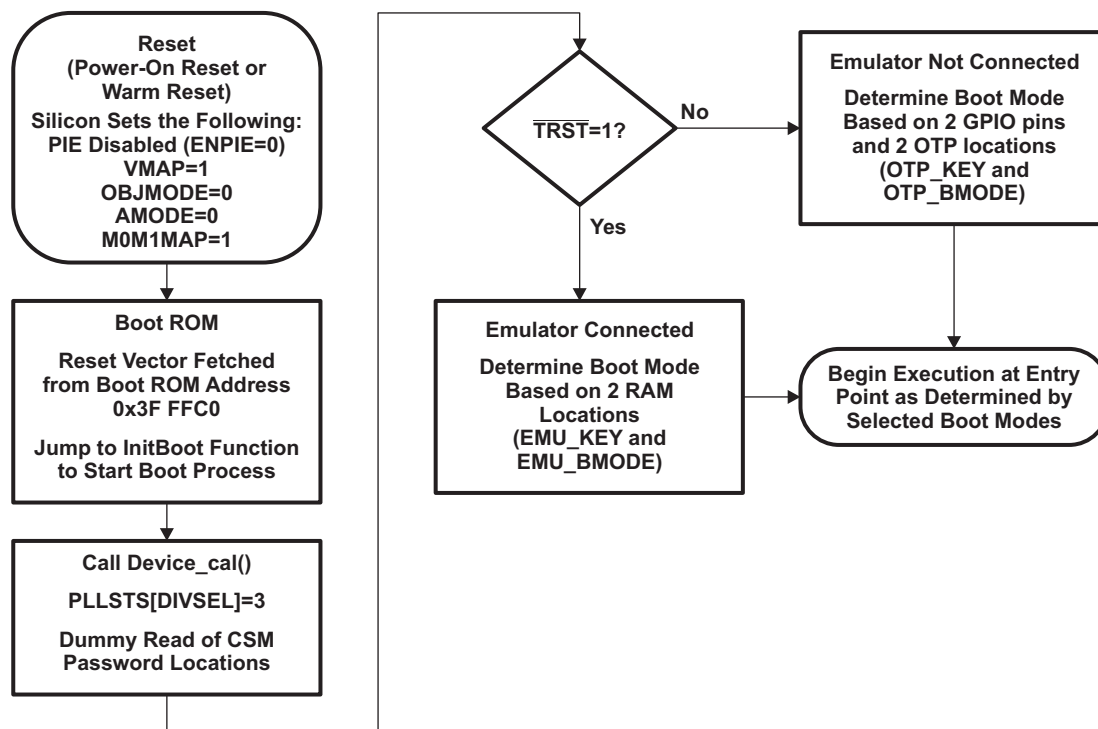 Reset
(Power-On Reset or
Warm Reset)
Silicon Sets the Following:
PIE Disabled (ENPIE=0)
VMAP=1
OBJMODE=0
AMODE=0
M0M1MAP=1
Boot ROM
Reset Vector Fetched
from Boot ROM Address
0x3F FFC0
Jump to InitBoot Function
to Start Boot Process
Call Device_cal()
PLLSTS[DIVSEL]=3
Dummy Read of CSM
Password Locations
TRST=1?
No
Yes
Emulator Not Connected
Determine Boot Mode
Based on 2 GPIO pins
and 2 OTP locations
(OTP_KEY and
OTP_BMODE)
Emulator Connected
Determine Boot Mode
Based on 2 RAM
Locations
(EMU_KEY and
EMU_BMODE)
Begin Execution at Entry
Point as Determined by
Selected Boot Modes